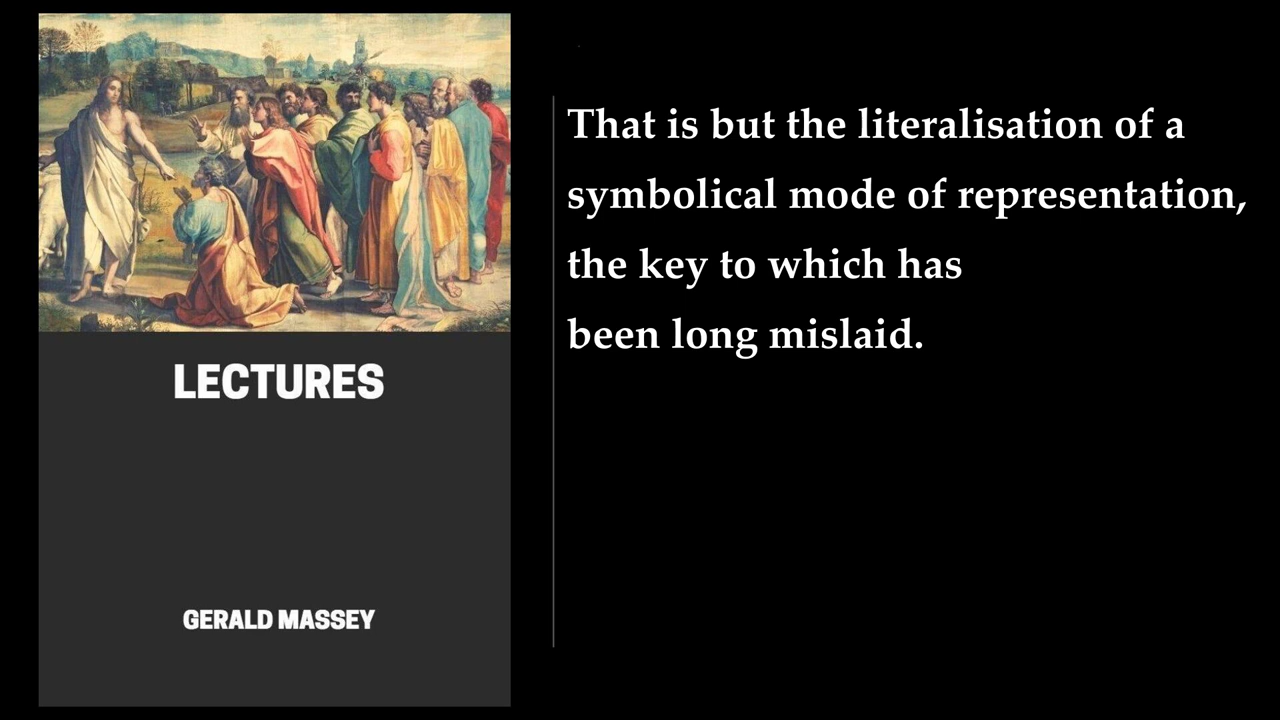 LECTURES
GERALD MASSEY
That is but the literalisation of a
symbolical mode of representation,
the key to which has
been long mislaid.